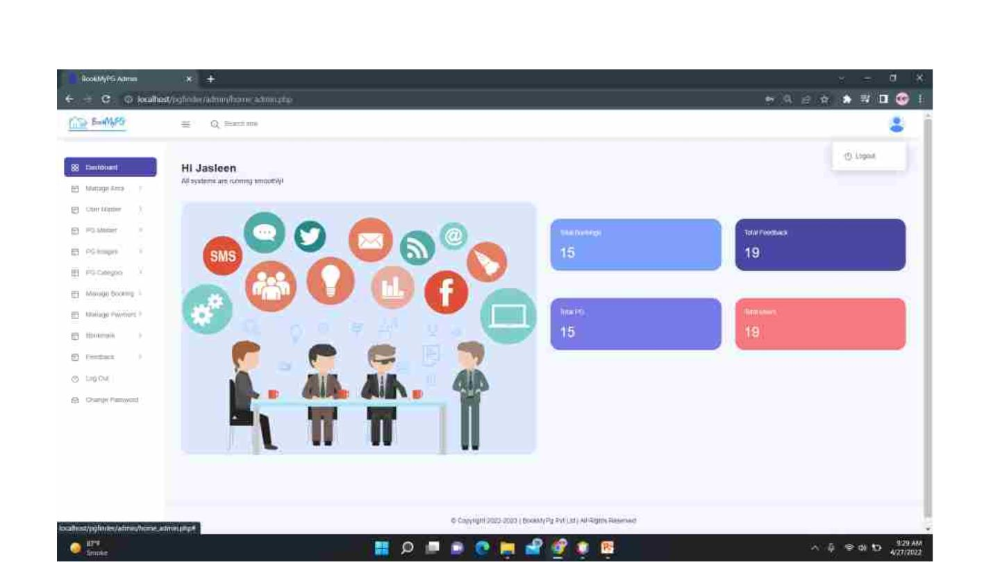 BookMyPG Admin
localhost/pgfinder/admin/home_admin.php
BookMyPG
Search now
Logout
Dashboard
Hi Jasleen
All systems are running smoothly!
Manage Area
User Master
PG Master
PG Images
PG Category
Manage Booking
Manage Payment
Bookmark
Feedback
Log Out
Change Password
SMS
Total Bookings
15
Total Feedback
19
Total PG
15
Total Users
19
© Copyright 2022-2023 | BookMyPg Pvt Ltd | All Rights Reserved
localhost/pgfinder/admin/home_admin.php#
87°F
Smoke
9:29 AM
4/27/2022